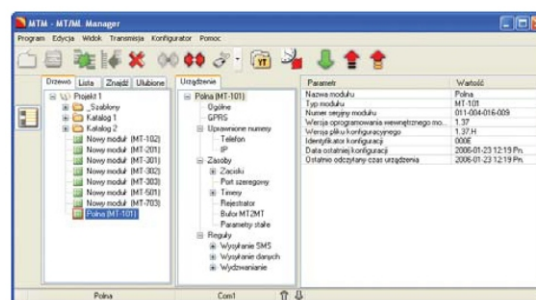 MTM - MT/ML Manager
Program Edycja Widok Transmisja Konfigurator Pomoc
Drzewo Lista Znajdź Ulubione
Projekt 1
_Szablony
Katalog 1
Katalog 2
Nowy moduł (MT-102)
Nowy moduł (MT-201)
Nowy moduł (MT-301)
Nowy moduł (MT-302)
Nowy moduł (MT-303)
Nowy moduł (MT-501)
Nowy moduł (MT-703)
Polna (MT-101)
Urządzenie
Polna (MT-101)
Ogólne
GPRS
Uprawnione numery
Telefon
IP
Zasoby
Zaciski
Port szeregowy
Timery
Rejestrator
Bufor MT2MT
Parametry stałe
Reguły
Wysyłanie SMS
Wysyłanie danych
Wydzwanianie
Parametr Wartość
Nazwa modułu Polna
Typ modułu MT-101
Numer seryjny modułu 011-004-016-009
Wersja oprogramowania wewnętrznego mo... 1.37
Wersja pliku konfiguracyjnego 1.37.H
Identyfikator konfiguracji 000E
Data ostatniej konfiguracji 2006-01-23 12:19 Pn.
Ostatnio odczytany czas urządzenia 2006-01-23 12:19 Pn.
Polna Com1